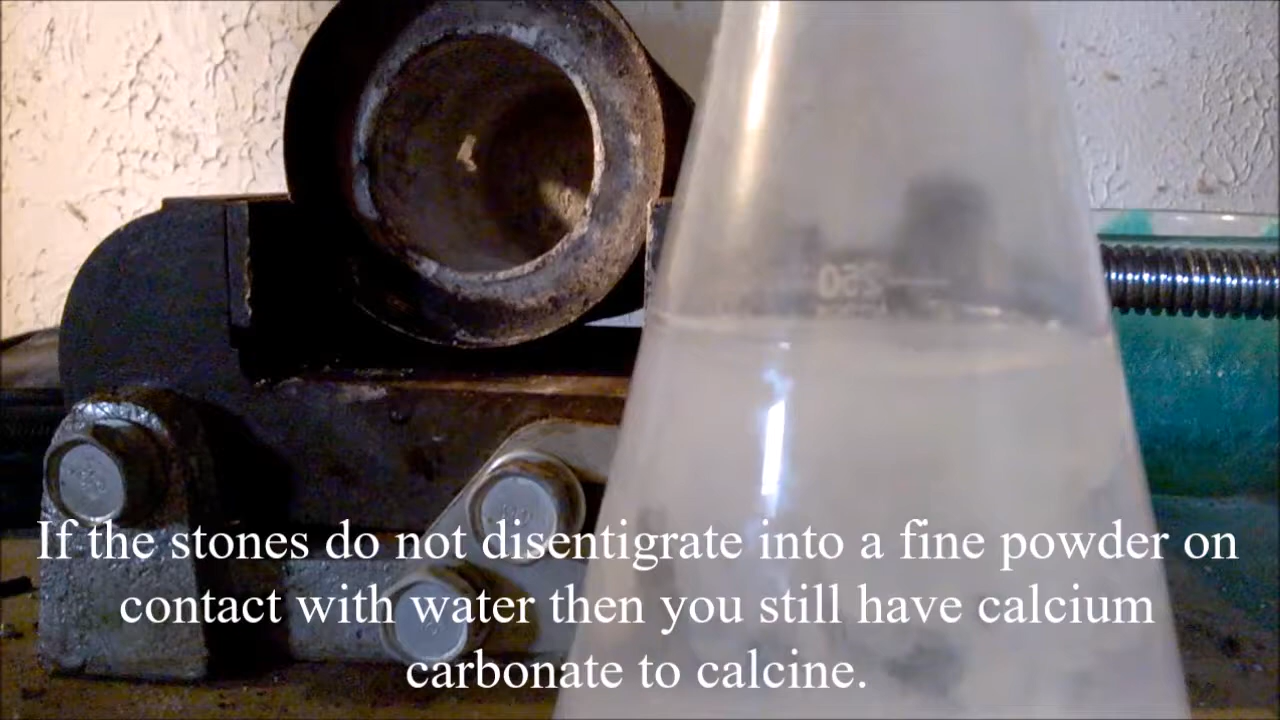 250
If the stones do not disentigrate into a fine powder on
contact with water then you still have calcium
carbonate to calcine.